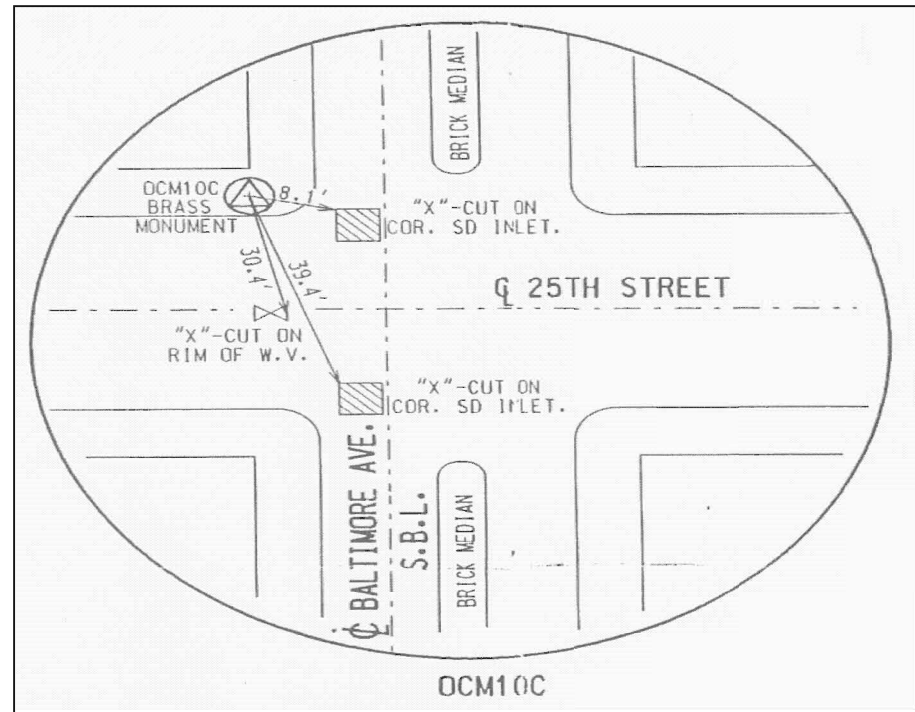 BRICK MEDIAN
OCM10C
BRASS
MONUMENT
8.1'
"X"-CUT ON
COR. SD INLET.
30.4'
39.4'
℄ 25TH STREET
"X"-CUT ON
RIM OF W.V.
"X"-CUT ON
COR. SD INLET.
℄ BALTIMORE AVE.
S.B.L.
BRICK MEDIAN
OCM10C